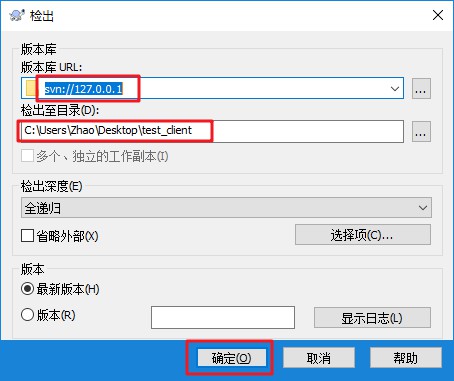 检出
版本库
版本库 URL:
svn://127.0.0.1
...
检出至目录(D):
C:\Users\Zhao\Desktop\test_client
...
多个、独立的工作副本(I)
检出深度(E)
全递归
省略外部(X)
选择项(C)...
版本
最新版本(H)
版本(R)
显示日志(L)
确定(O) 取消 帮助